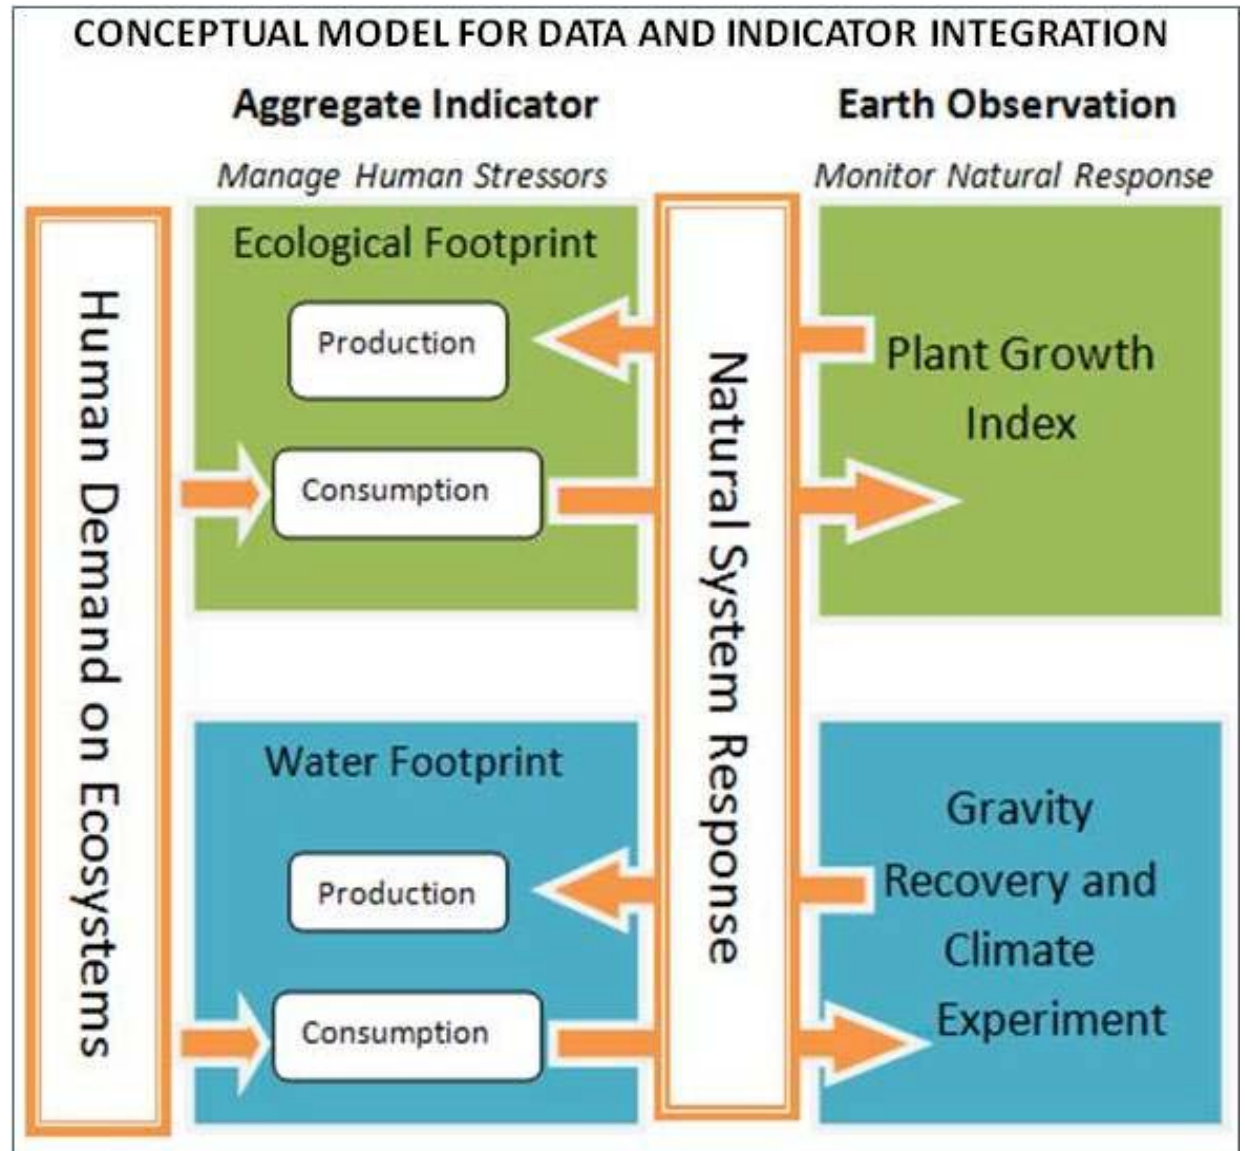 CONCEPTUAL MODEL FOR DATA AND INDICATOR INTEGRATION
Aggregate Indicator
Earth Observation
Manage Human Stressors
Monitor Natural Response
Human Demand on Ecosystems
Ecological Footprint
Production
Consumption
Natural System Response
Plant Growth
Index
Water Footprint
Production
Consumption
Gravity
Recovery and
Climate
Experiment